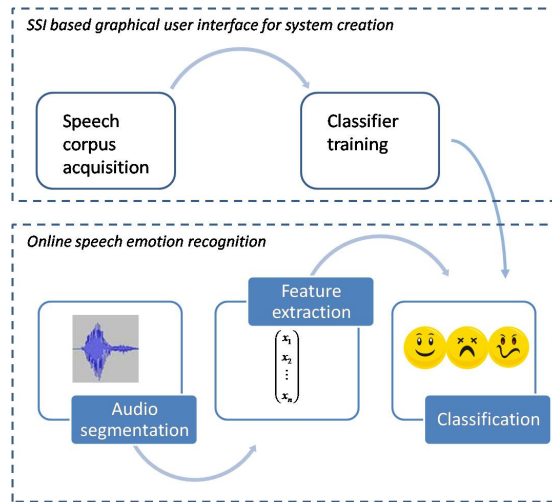 SSI based graphical user interface for system creation
Speech
corpus
acquisition
Classifier
training
Online speech emotion recognition
Audio
segmentation
Feature
extraction
x₁
x₂
⋮
xₙ
Classification